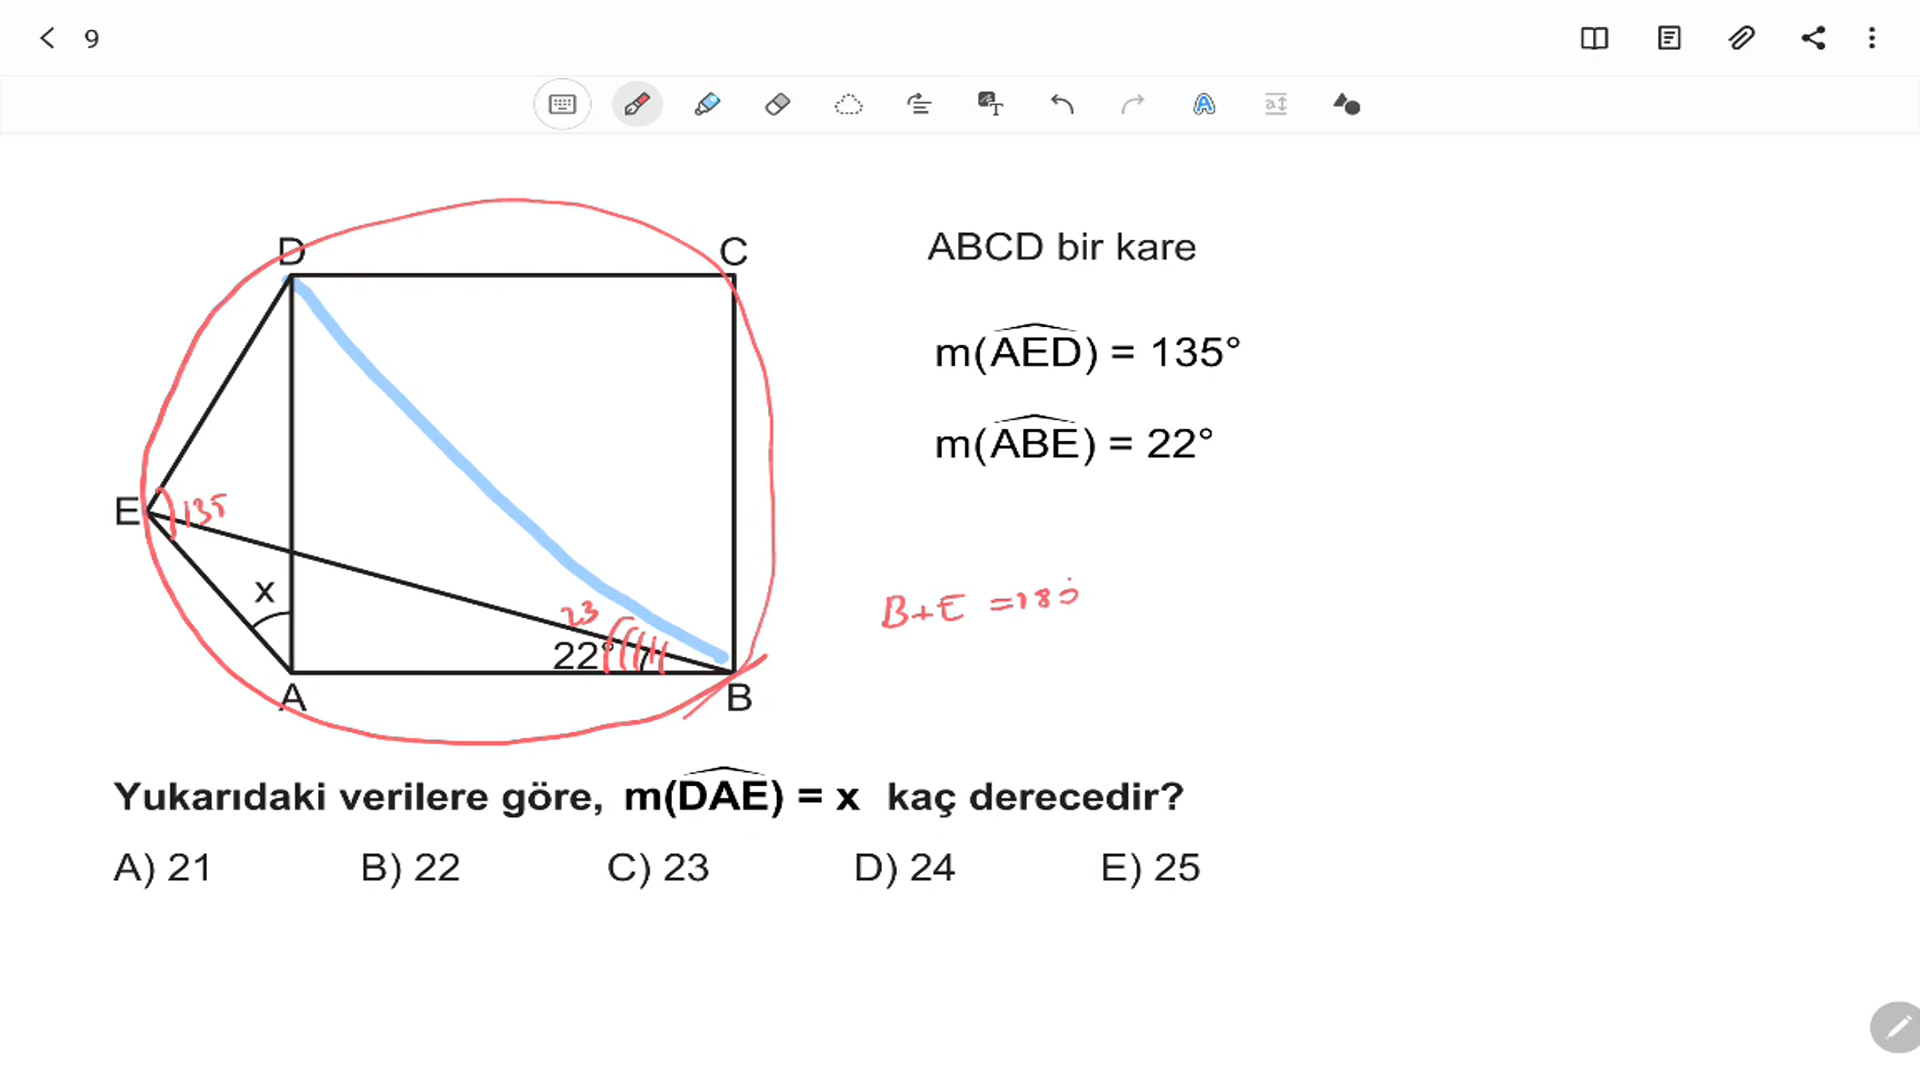 9
D
C
ABCD bir kare
m(AED) = 135°
m(ABE) = 22°
E
135
x
23
22°
B+E =180
A
B
Yukarıdaki verilere göre, m(DAE) = x kaç derecedir?
A) 21 B) 22 C) 23 D) 24 E) 25